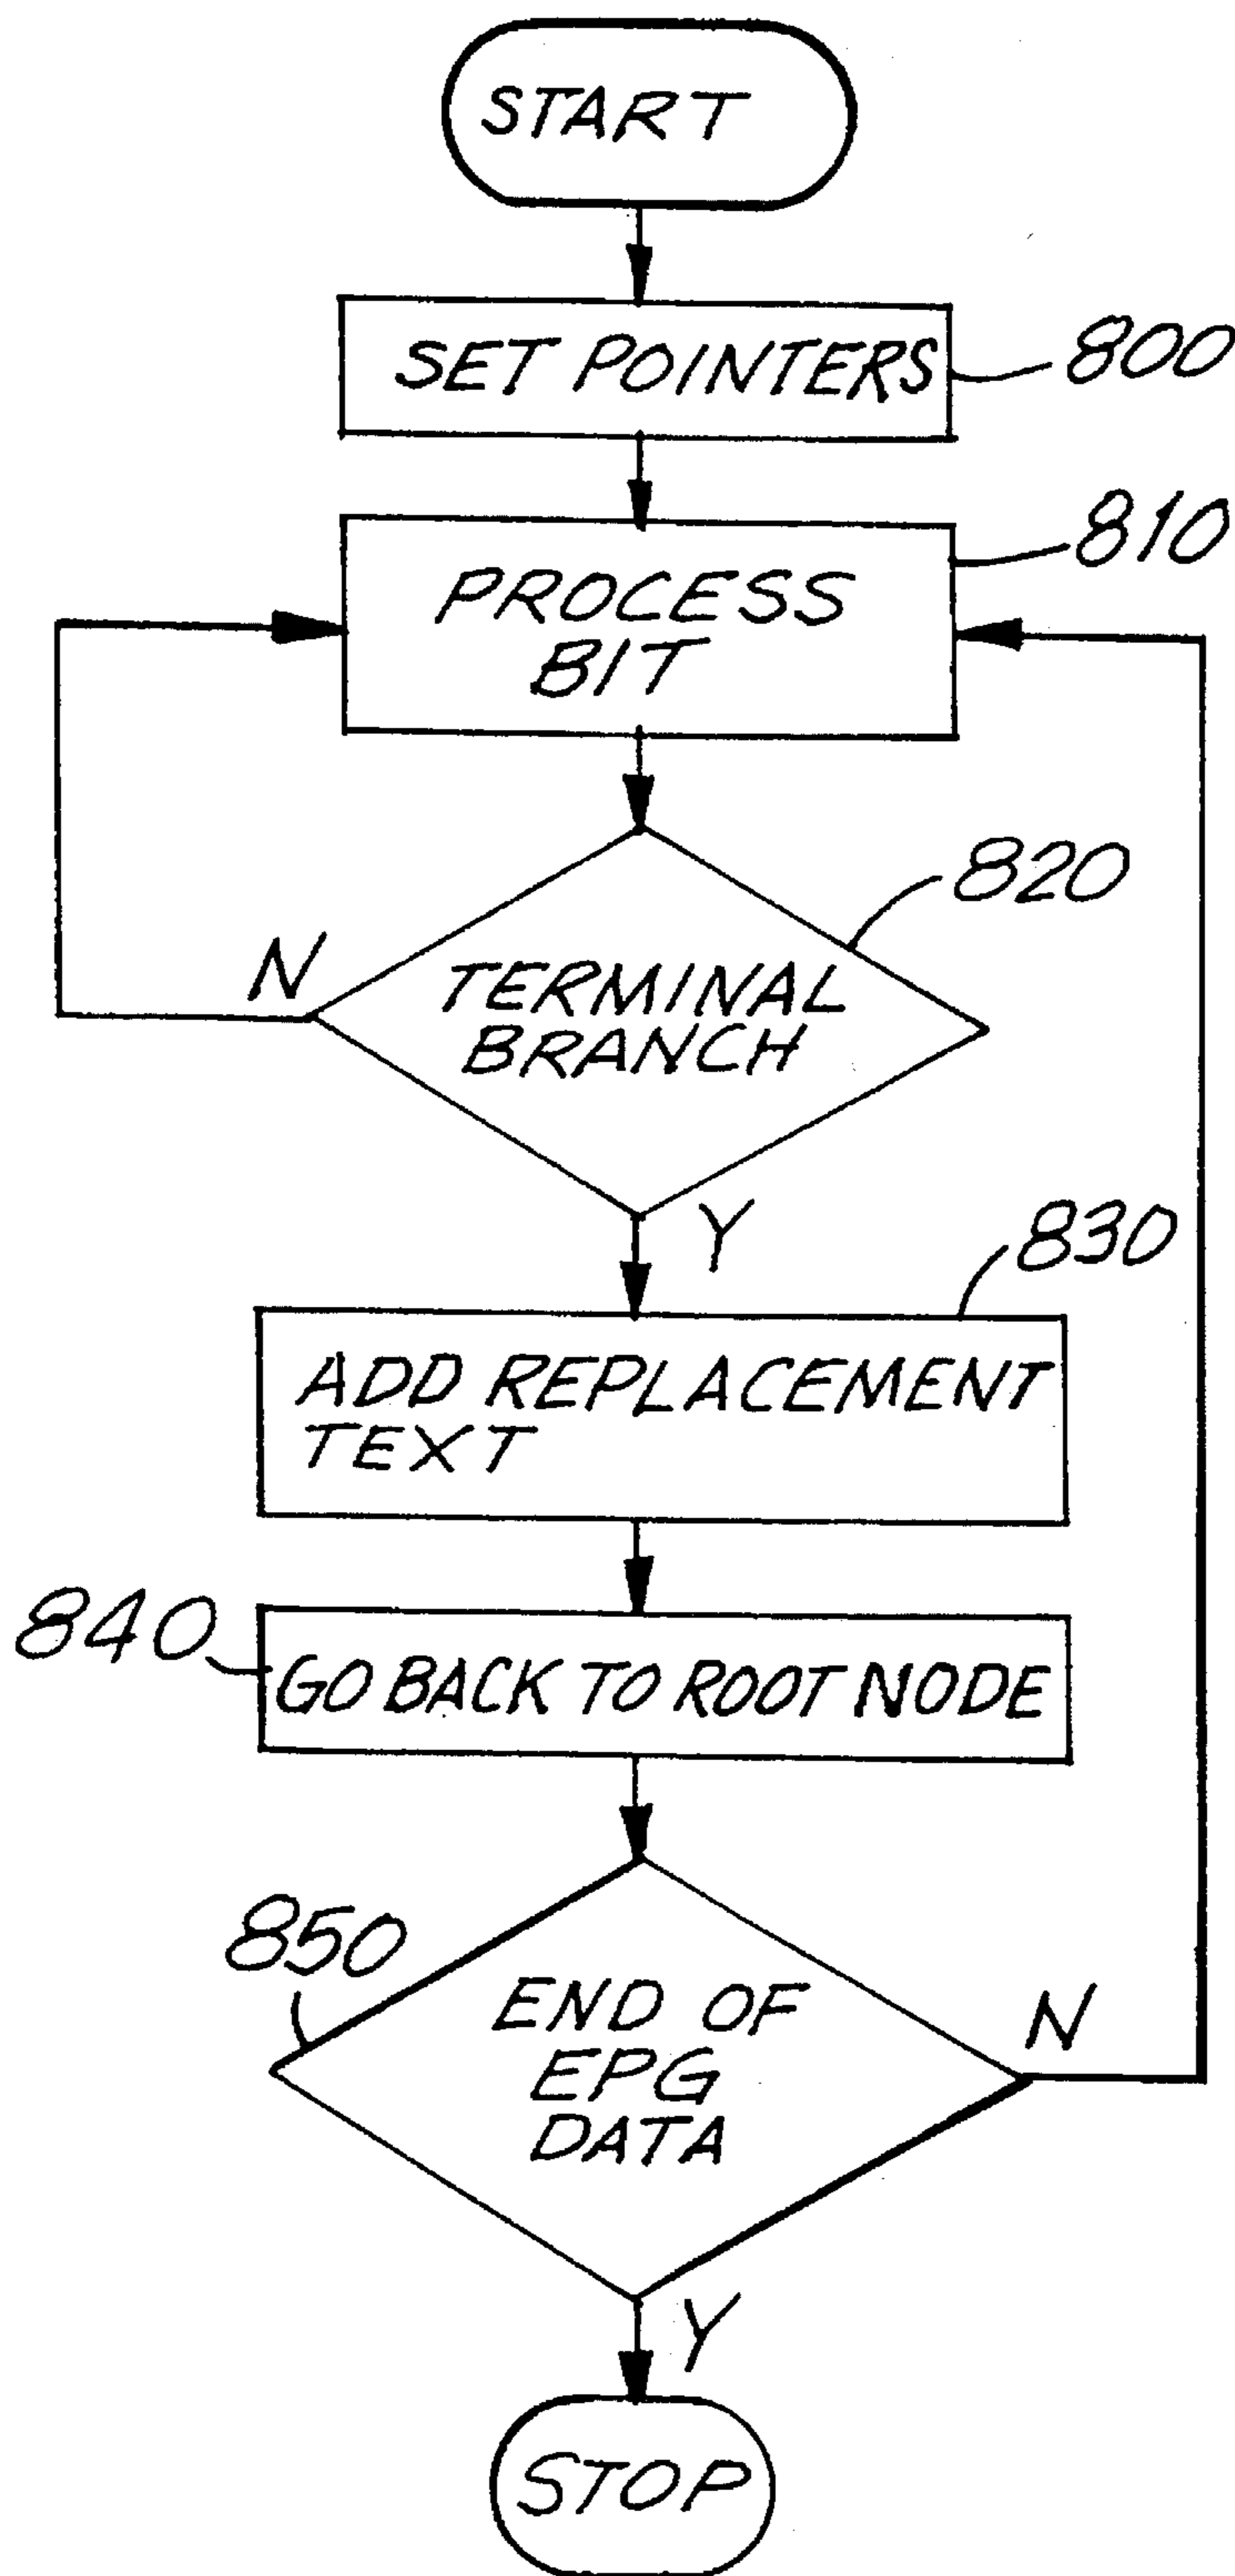 START
SET POINTERS
800
810
PROCESS
BIT
820
N
TERMINAL
BRANCH
Y
830
ADD REPLACEMENT
TEXT
840
GO BACK TO ROOT NODE
850
END OF
EPG
DATA
N
Y
STOP